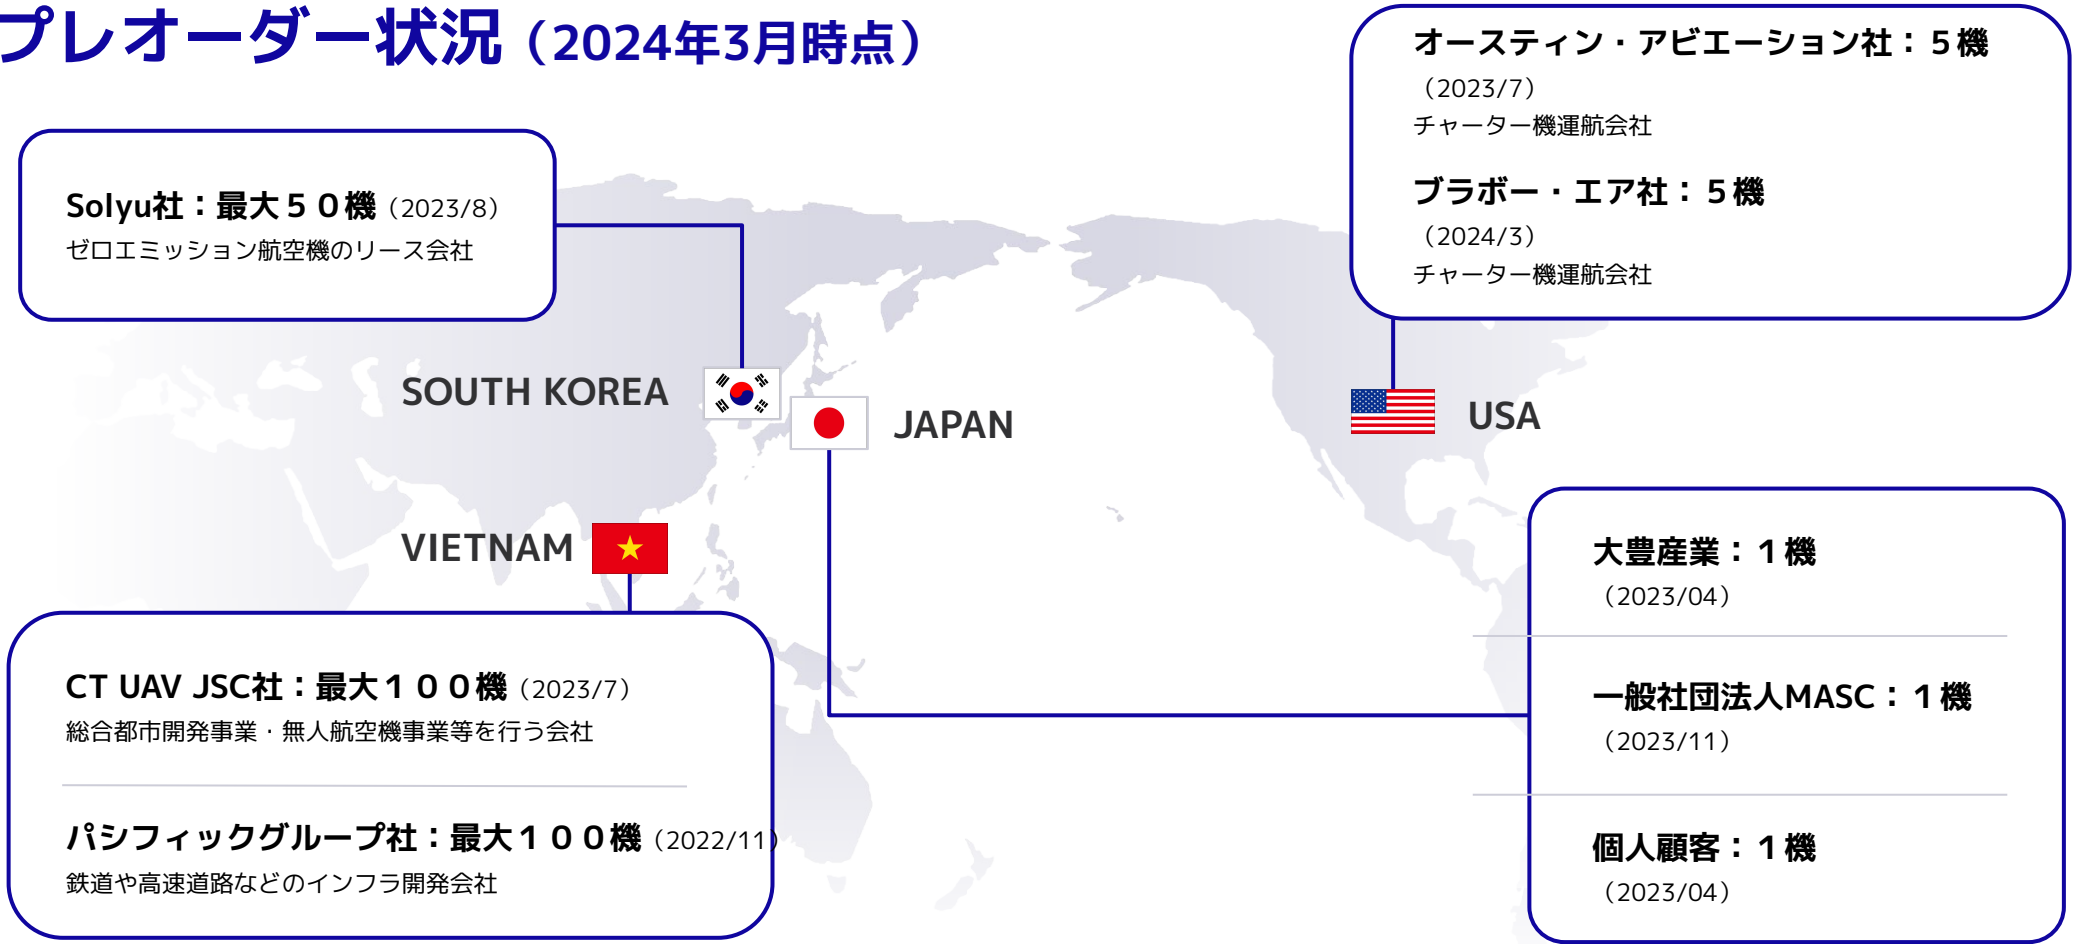 プレオーダー状況（2024年3月時点）
オースティン・アビエーション社：５機
（2023/7）
チャーター機運航会社
ブラボー・エア社：５機
（2024/3）
チャーター機運航会社
Solyu社：最大５０機（2023/8）
ゼロエミッション航空機のリース会社
SOUTH KOREA
JAPAN
USA
VIETNAM
CT UAV JSC社：最大１００機（2023/7）
総合都市開発事業・無人航空機事業等を行う会社
パシフィックグループ社：最大１００機（2022/11）
鉄道や高速道路などのインフラ開発会社
大豊産業：１機
（2023/04）
一般社団法人MASC：１機
（2023/11）
個人顧客：１機
（2023/04）